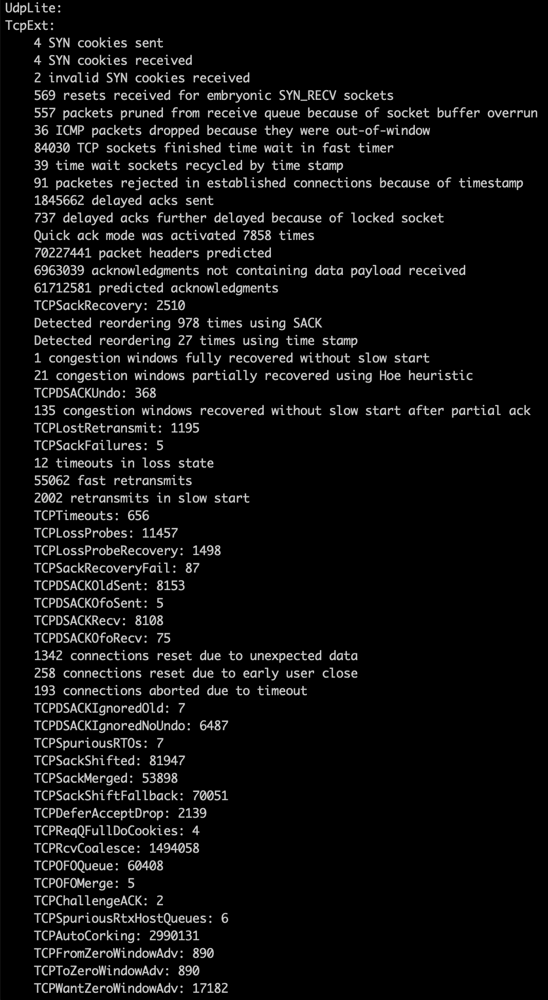 UdpLite:
TcpExt:
4 SYN cookies sent
4 SYN cookies received
2 invalid SYN cookies received
569 resets received for embryonic SYN_RECV sockets
557 packets pruned from receive queue because of socket buffer overrun
36 ICMP packets dropped because they were out-of-window
84030 TCP sockets finished time wait in fast timer
39 time wait sockets recycled by time stamp
91 packetes rejected in established connections because of timestamp
1845662 delayed acks sent
737 delayed acks further delayed because of locked socket
Quick ack mode was activated 7858 times
70227441 packet headers predicted
6963039 acknowledgments not containing data payload received
61712581 predicted acknowledgments
TCPSackRecovery: 2510
Detected reordering 978 times using SACK
Detected reordering 27 times using time stamp
1 congestion windows fully recovered without slow start
21 congestion windows partially recovered using Hoe heuristic
TCPDSACKUndo: 368
135 congestion windows recovered without slow start after partial ack
TCPLostRetransmit: 1195
TCPSackFailures: 5
12 timeouts in loss state
55062 fast retransmits
2002 retransmits in slow start
TCPTimeouts: 656
TCPLossProbes: 11457
TCPLossProbeRecovery: 1498
TCPSackRecoveryFail: 87
TCPDSACKOldSent: 8153
TCPDSACKOfoSent: 5
TCPDSACKRecv: 8108
TCPDSACKOfoRecv: 75
1342 connections reset due to unexpected data
258 connections reset due to early user close
193 connections aborted due to timeout
TCPDSACKIgnoredOld: 7
TCPDSACKIgnoredNoUndo: 6487
TCPSpuriousRTOs: 7
TCPSackShifted: 81947
TCPSackMerged: 53898
TCPSackShiftFallback: 70051
TCPDeferAcceptDrop: 2139
TCPReqQFullDoCookies: 4
TCPRcvCoalesce: 1494058
TCPOFOQueue: 60408
TCPOFOMerge: 5
TCPChallengeACK: 2
TCPSpuriousRtxHostQueues: 6
TCPAutoCorking: 2990131
TCPFromZeroWindowAdv: 890
TCPToZeroWindowAdv: 890
TCPWantZeroWindowAdv: 17182